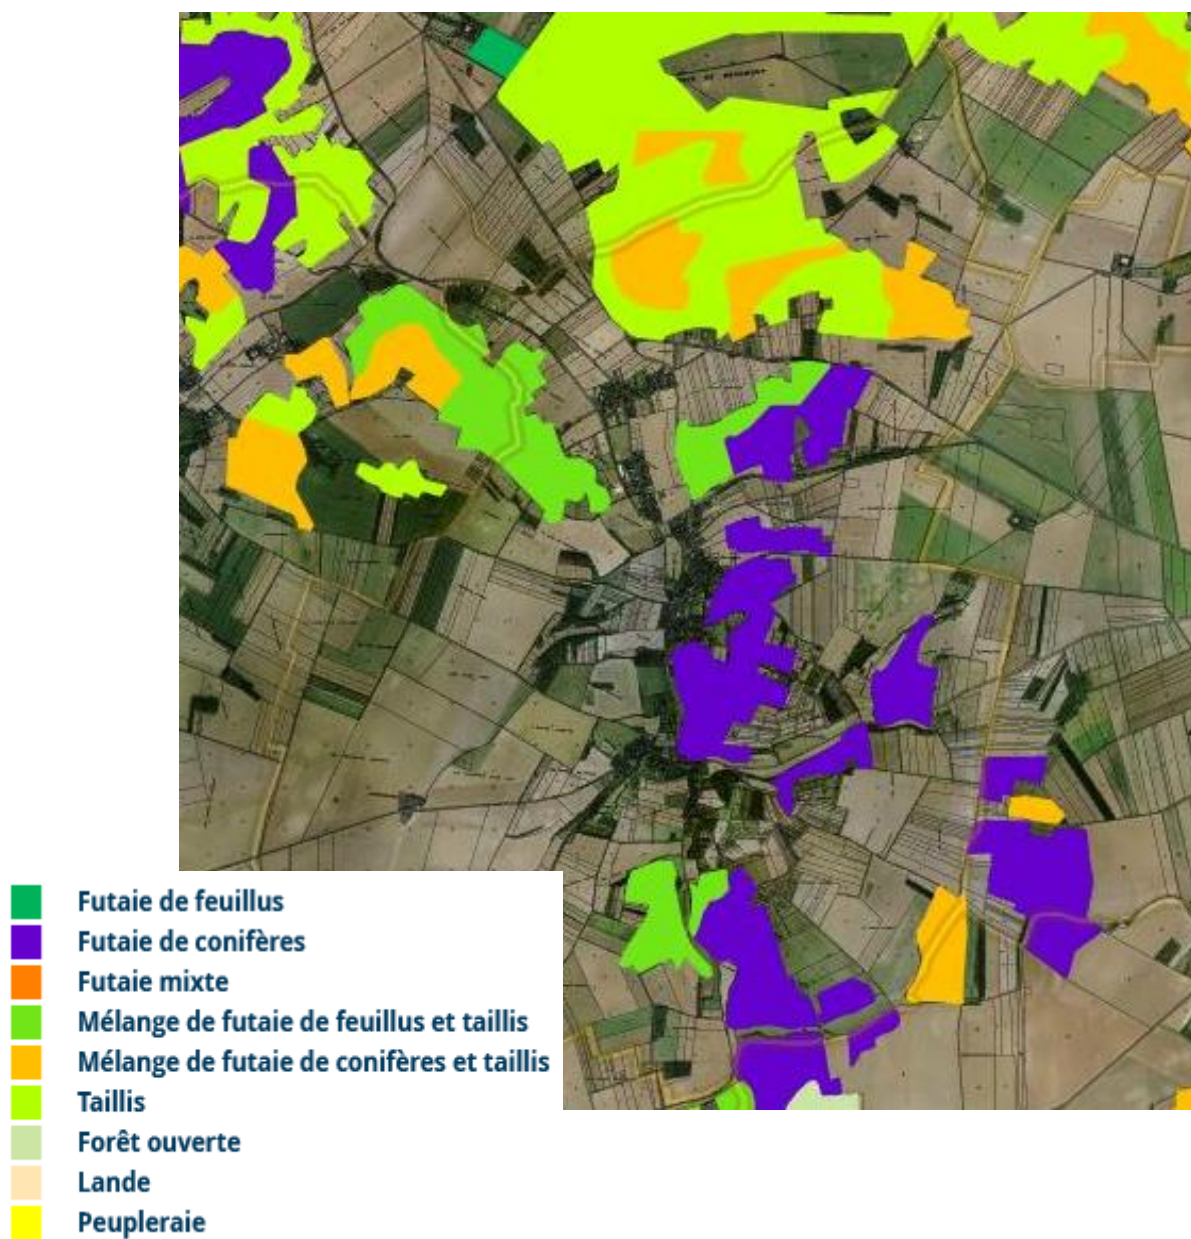 Futaie de feuillus
Futaie de conifères
Futaie mixte
Mélange de futaie de feuillus et taillis
Mélange de futaie de conifères et taillis
Taillis
Forêt ouverte
Lande
Peupleraie